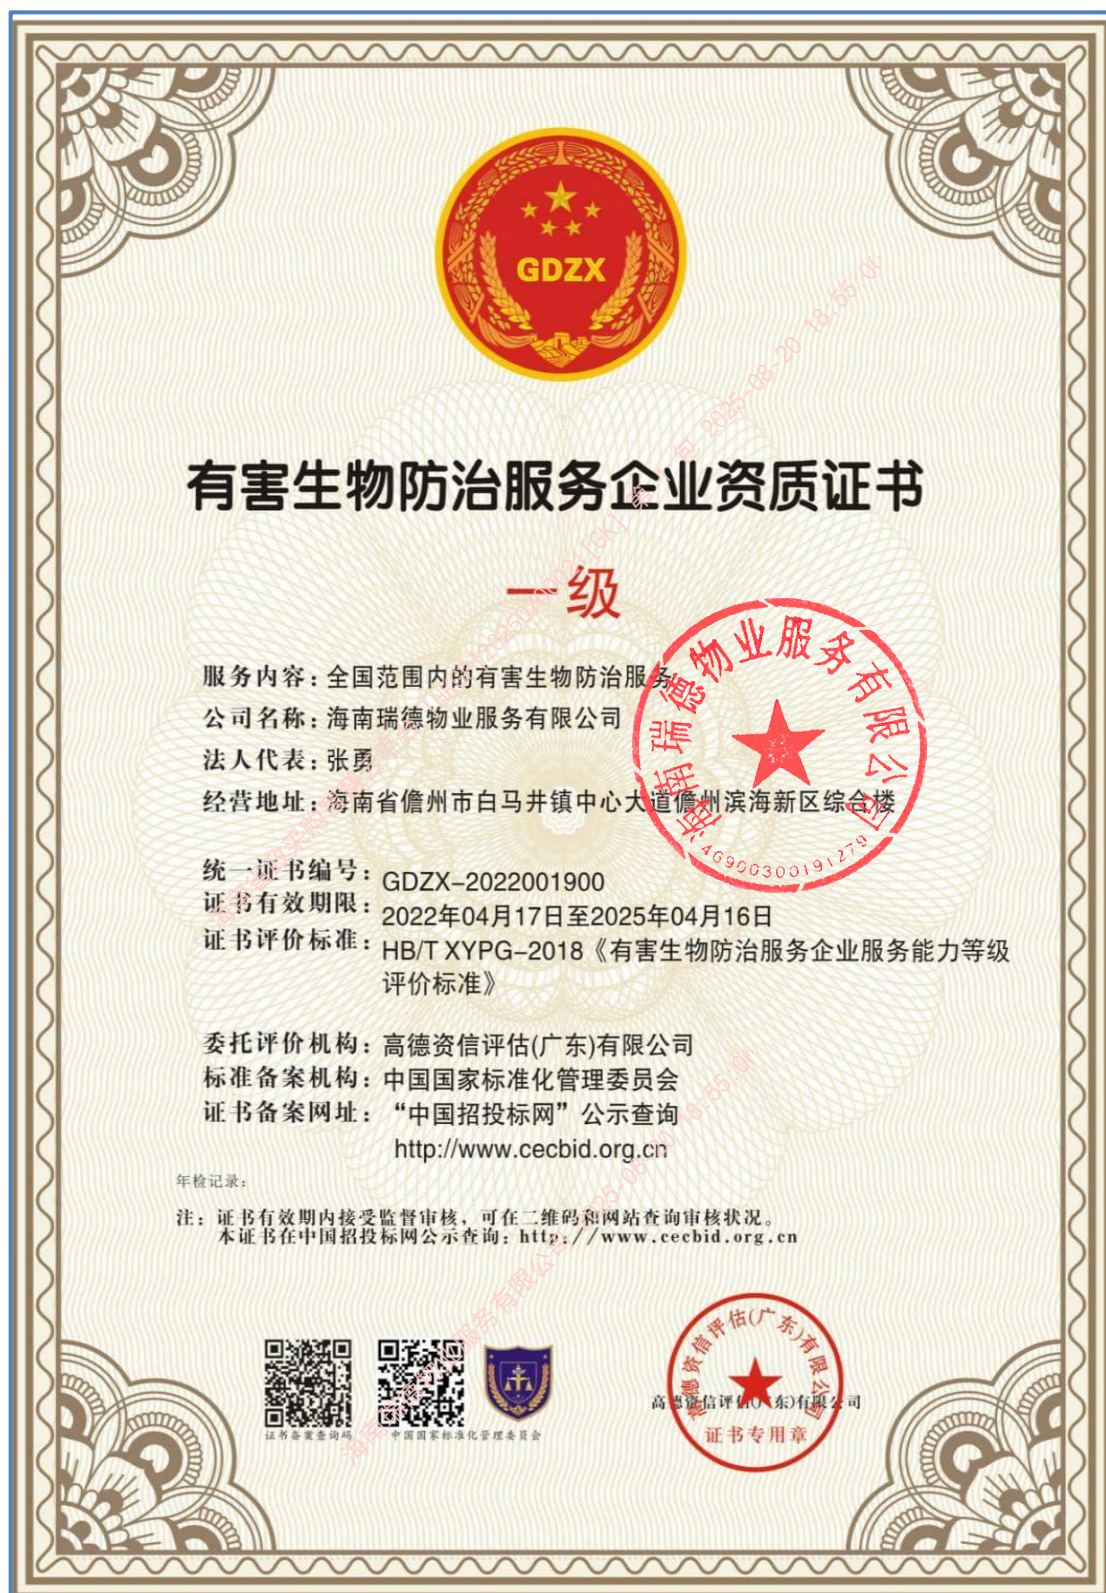 GDZX
有害生物防治服务企业资质证书
一级
服务内容：全国范围内的有害生物防治服务
公司名称：海南瑞德物业服务有限公司
法人代表：张勇
经营地址：海南省儋州市白马井镇中心大道儋州滨海新区综合楼
海南瑞德物业服务有限公司
46900300191279
统一证书编号：GDZX-2022001900
证书有效期限：2022年04月17日至2025年04月16日
证书评价标准：HB/T XYPG-2018《有害生物防治服务企业服务能力等级
评价标准》
委托评价机构：高德资信评估(广东)有限公司
标准备案机构：中国国家标准化管理委员会
证书备案网址：“中国招投标网”公示查询
http://www.cecbid.org.cn
年检记录：
注：证书有效期内接受监督审核，可在二维码和网站查询审核状况。
本证书在中国招投标网公示查询：http://www.cecbid.org.cn
证书备案查询码
中国国家标准化管理委员会
高德资信评估(广东)有限公司
高德资信评估(广东)有限公司
证书专用章